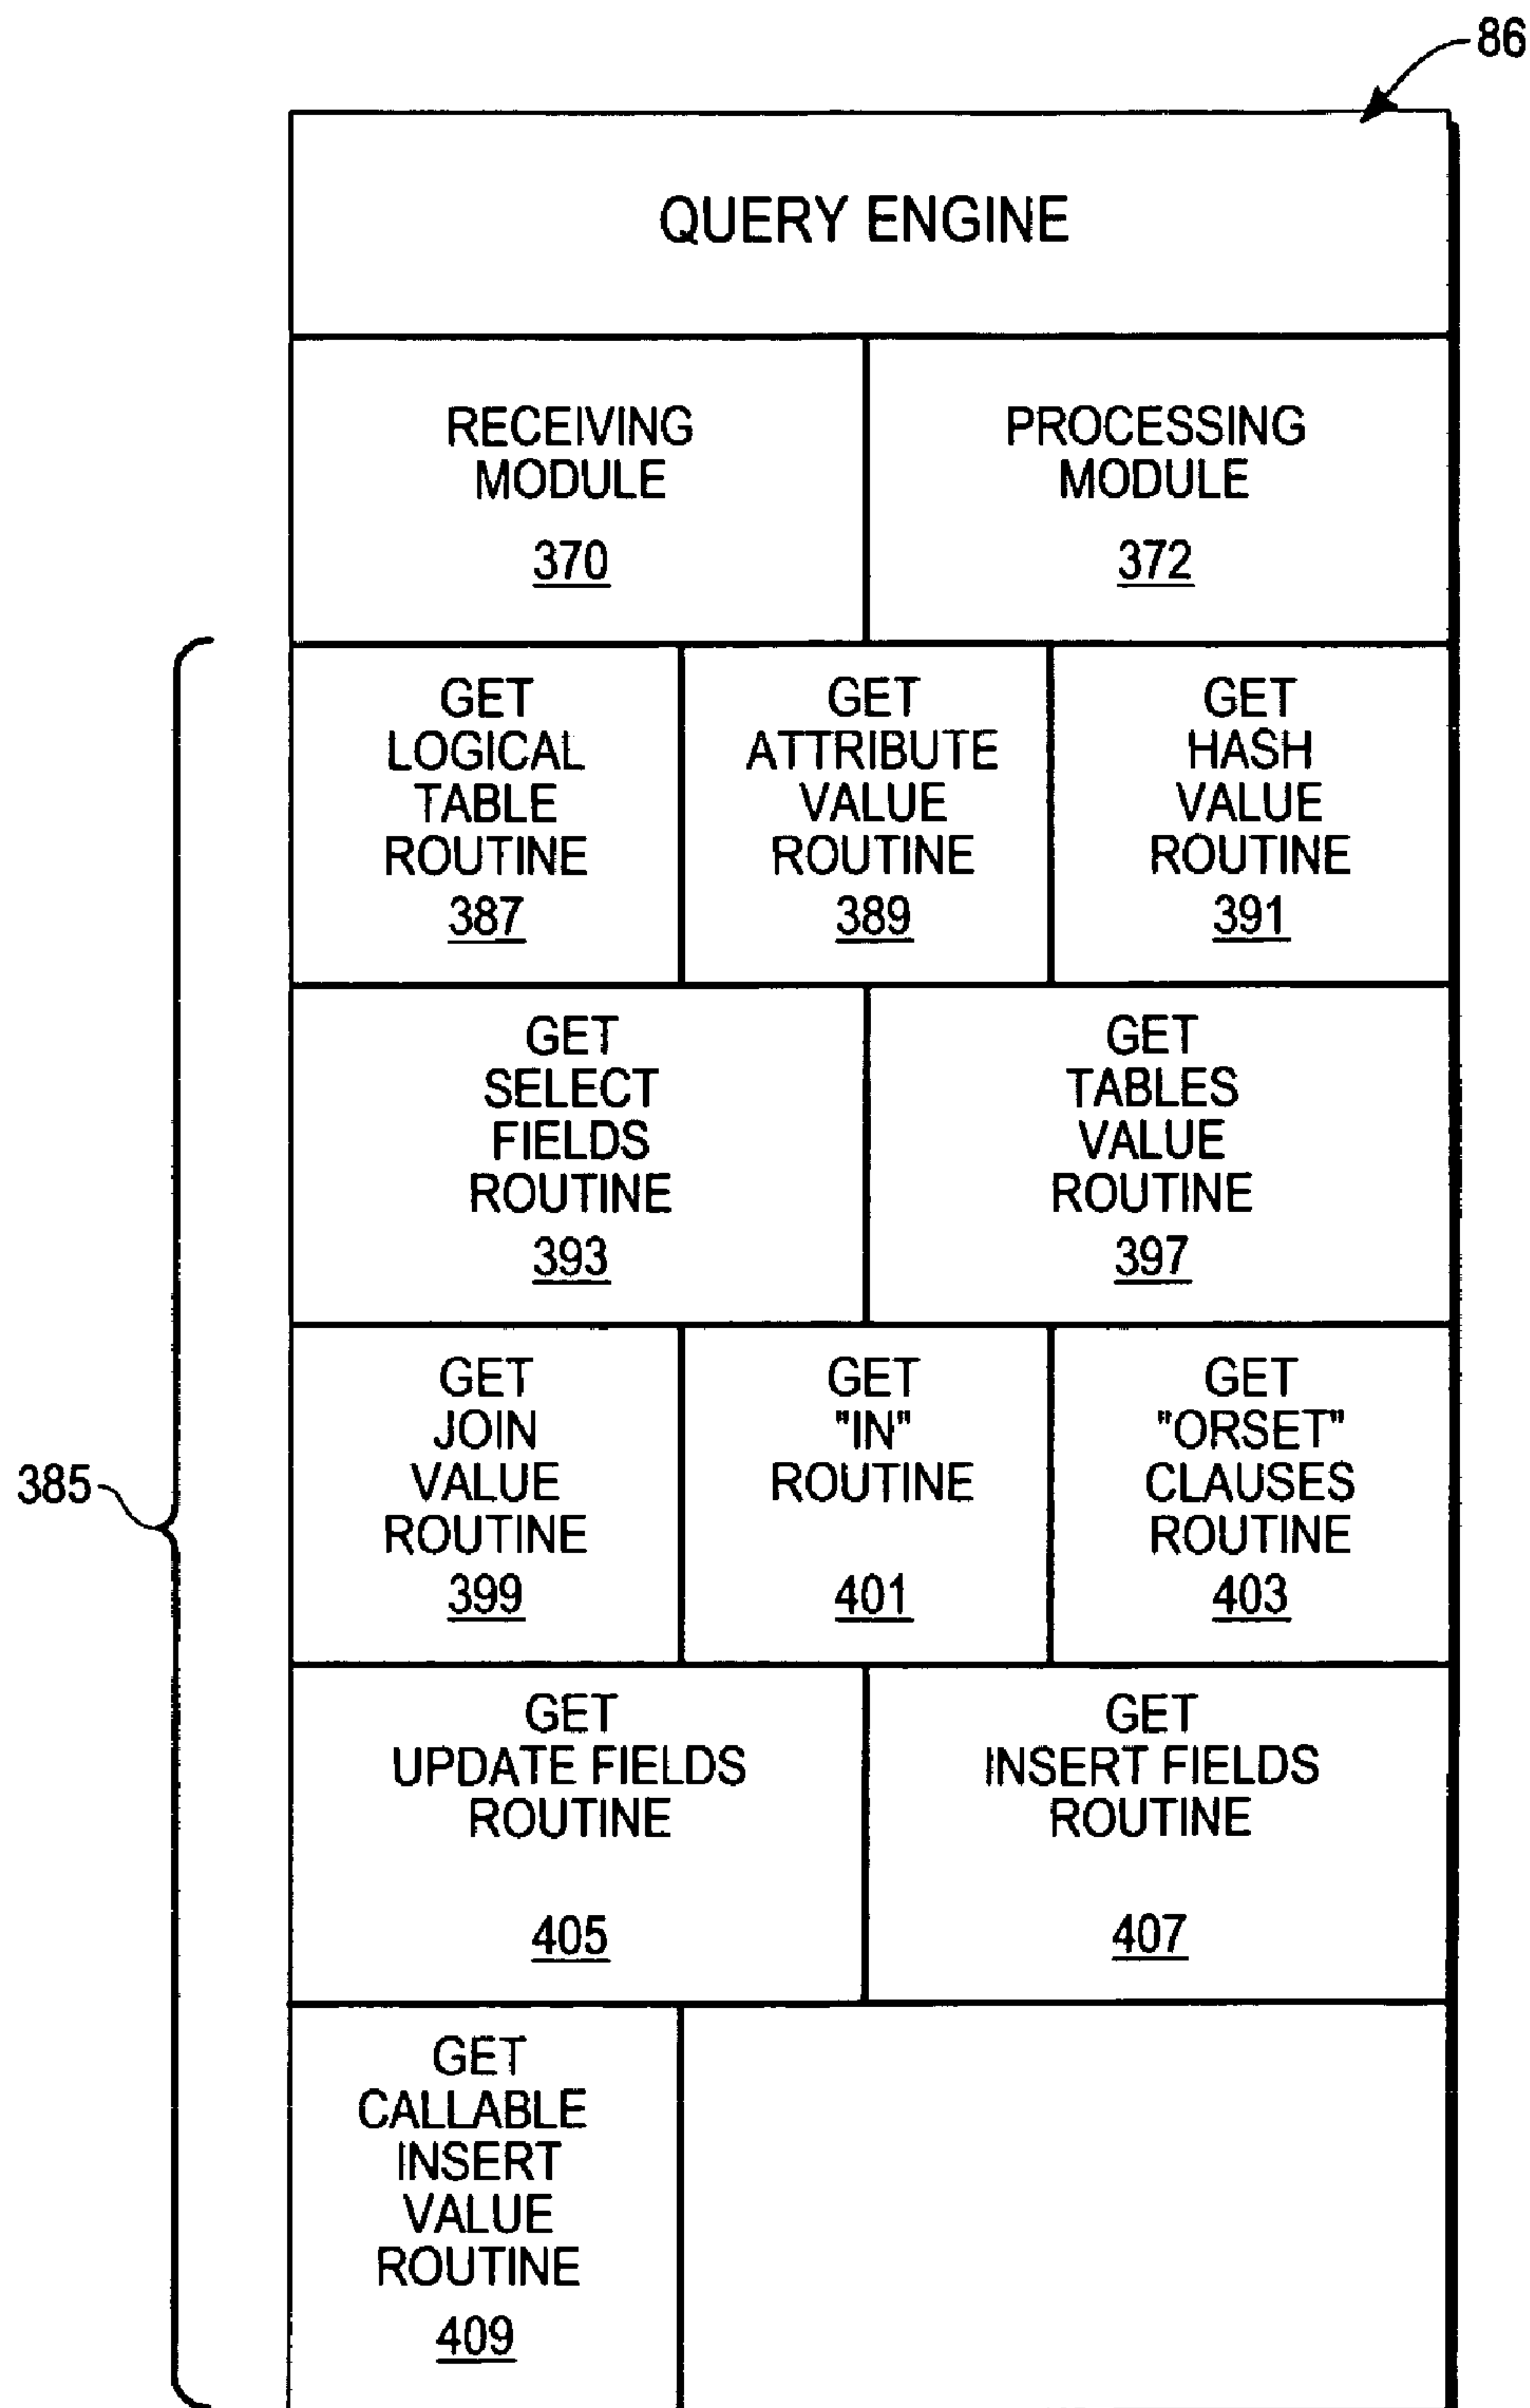 86
QUERY ENGINE
RECEIVING
MODULE
370
PROCESSING
MODULE
372
GET
LOGICAL
TABLE
ROUTINE
387
GET
ATTRIBUTE
VALUE
ROUTINE
389
GET
HASH
VALUE
ROUTINE
391
GET
SELECT
FIELDS
ROUTINE
393
GET
TABLES
VALUE
ROUTINE
397
385
GET
JOIN
VALUE
ROUTINE
399
GET
"IN"
ROUTINE
401
GET
"ORSET"
CLAUSES
ROUTINE
403
GET
UPDATE FIELDS
ROUTINE
405
GET
INSERT FIELDS
ROUTINE
407
GET
CALLABLE
INSERT
VALUE
ROUTINE
409